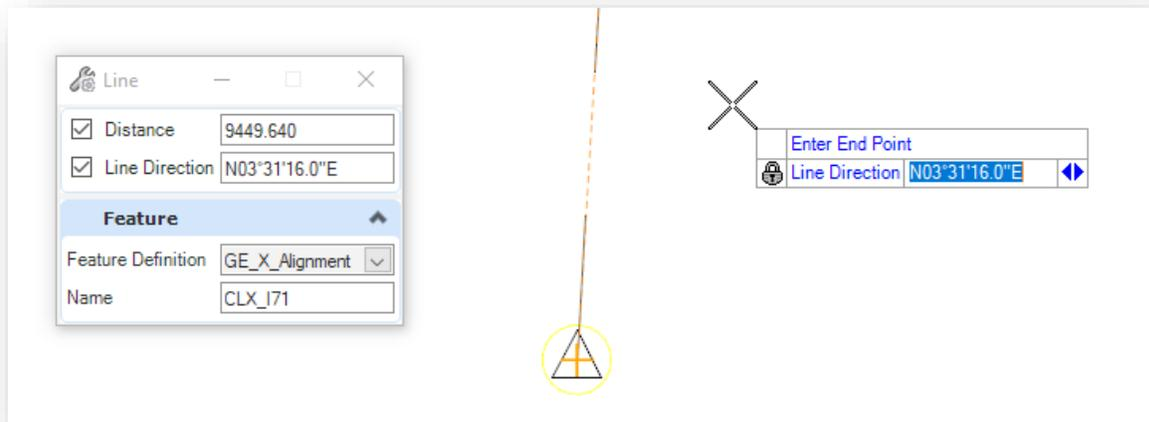 Line
Distance 9449.640
Line Direction N03°31'16.0"E
Feature
Feature Definition GE_X_Alignment
Name CLX_I71
Enter End Point
Line Direction N03°31'16.0"E